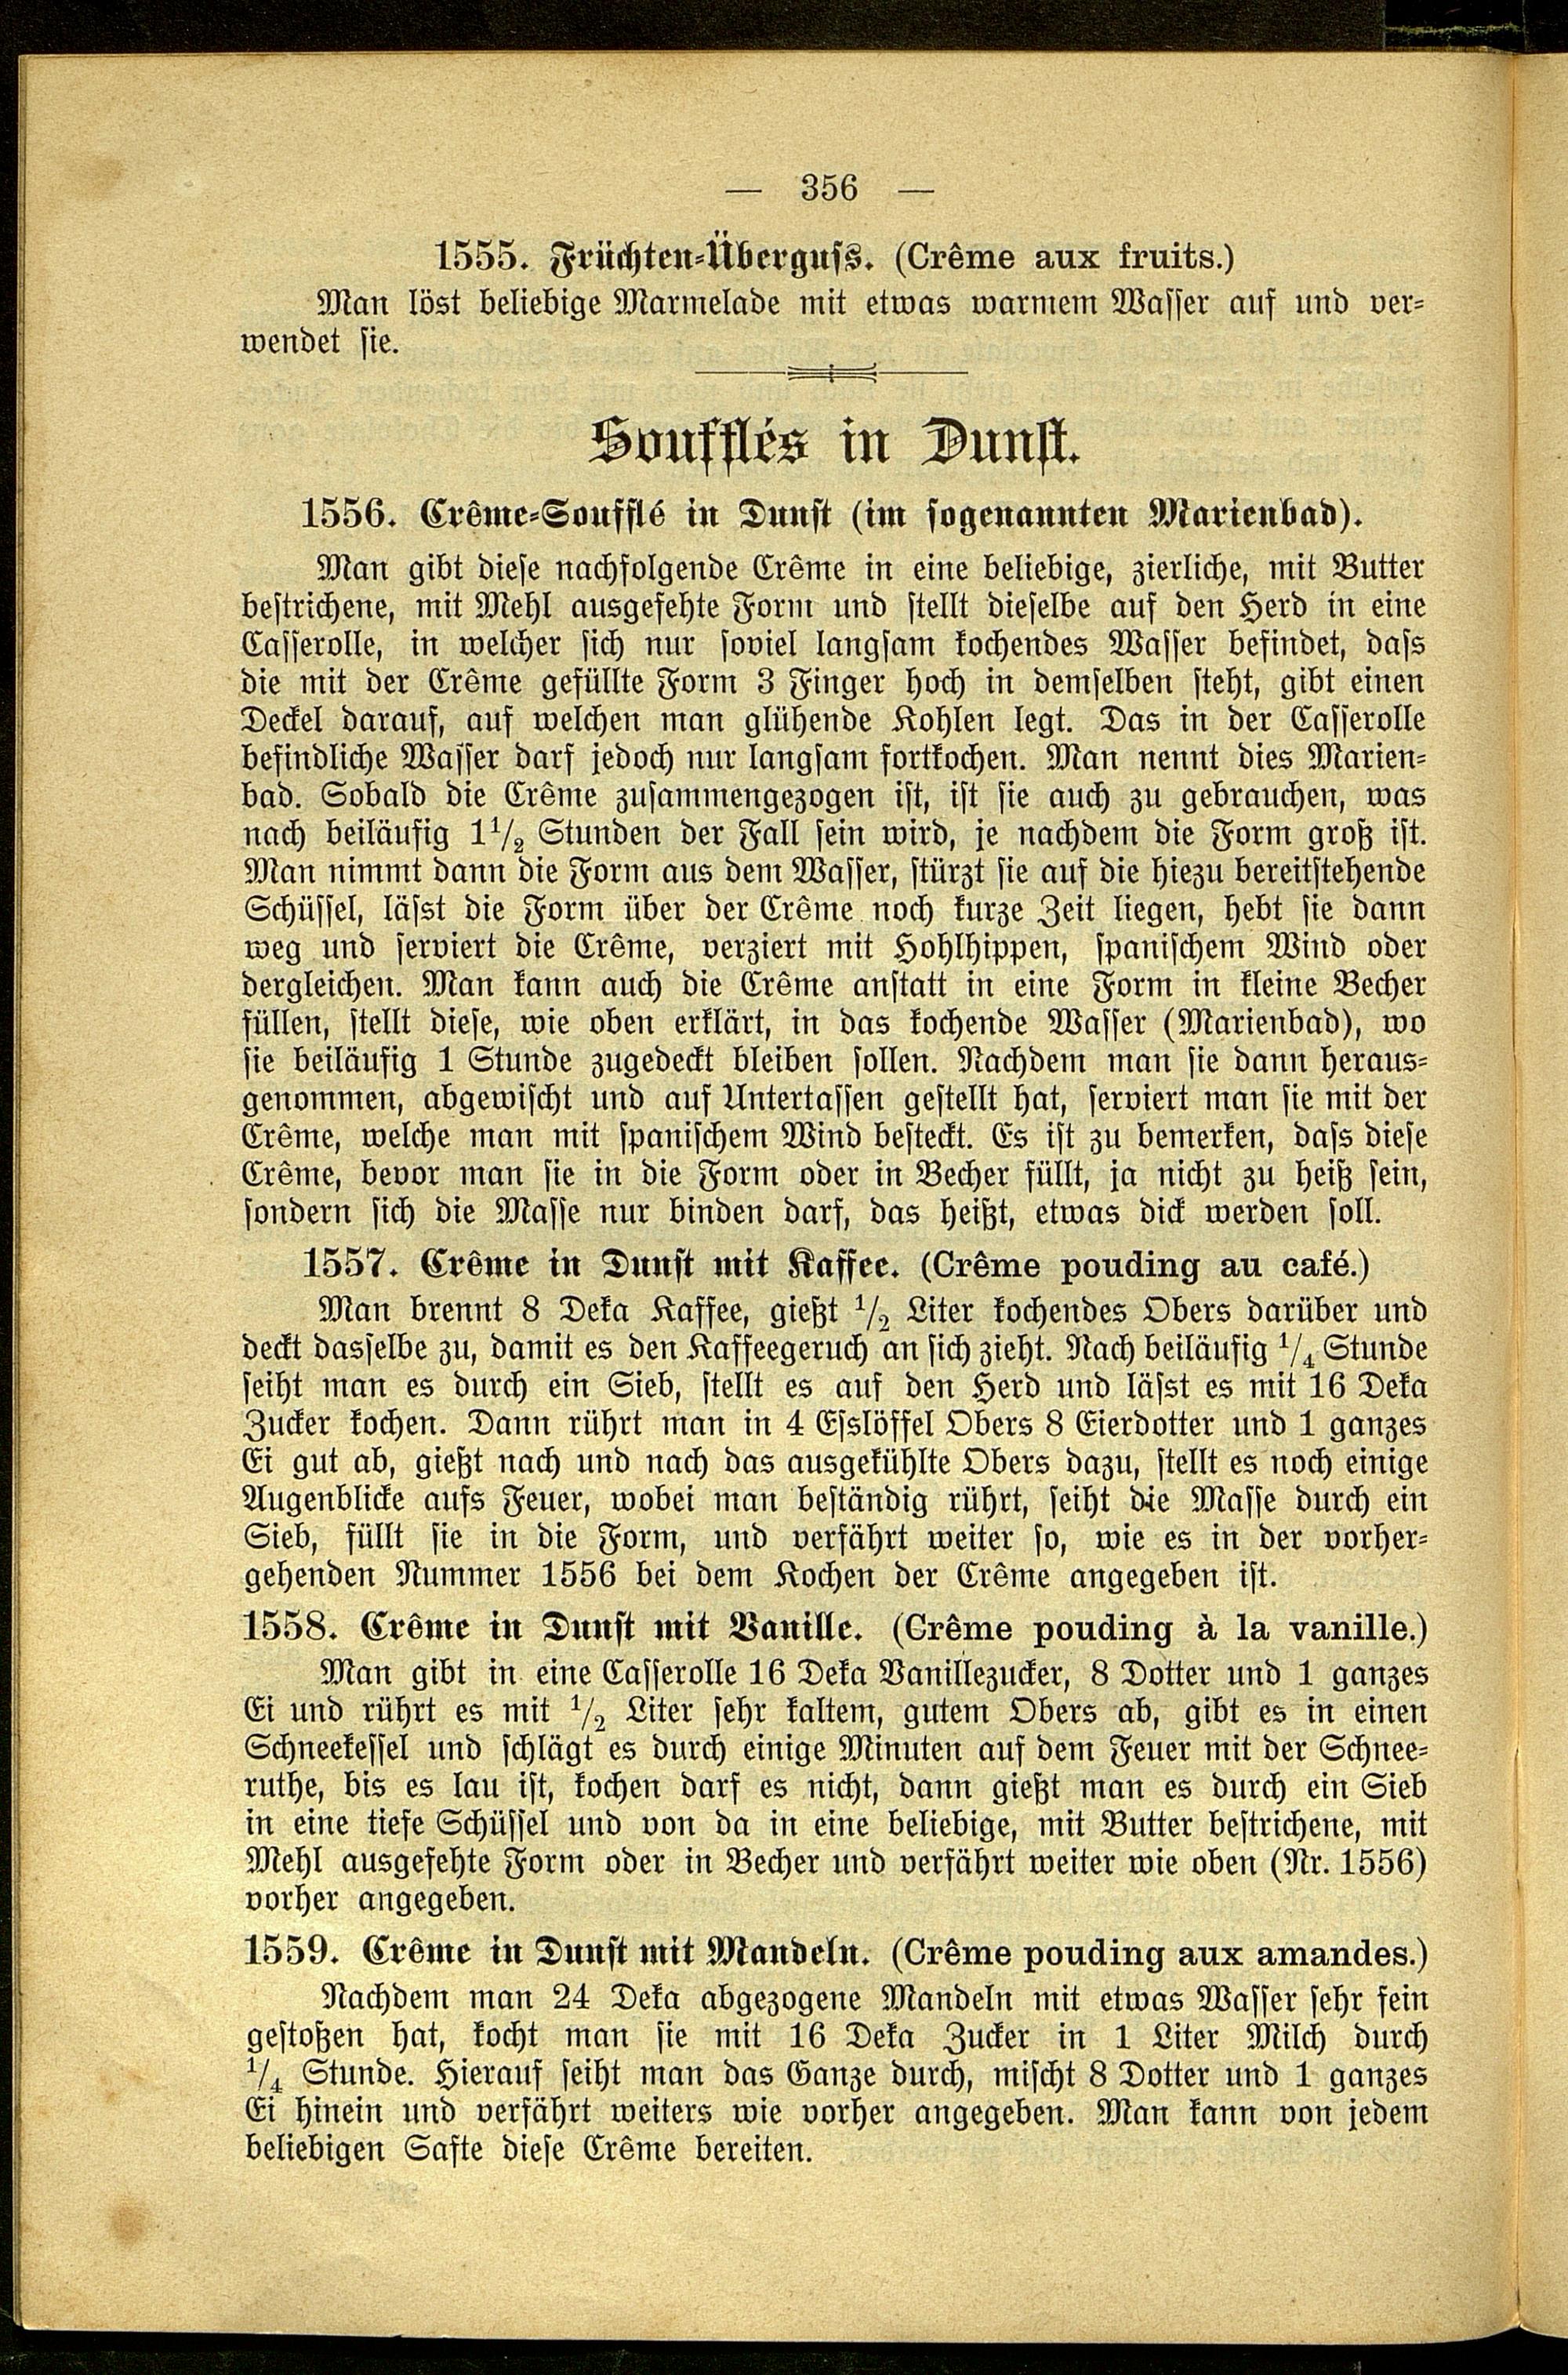 — 356 —
1555. Früchten-Überguss. (Crême aux fruits.)
Man löst beliebige Marmelade mit etwas warmem Wasser auf und ver-
wendet sie.
Soufflés in Dunst.
1556. Crême-Soufflé in Dunst (im sogenannten Marienbad).
Man gibt diese nachfolgende Crême in eine beliebige, zierliche, mit Butter
bestrichene, mit Mehl ausgefehte Form und stellt dieselbe auf den Herd in eine
Casserolle, in welcher sich nur soviel langsam kochendes Wasser befindet, dass
die mit der Crême gefüllte Form 3 Finger hoch in demselben steht, gibt einen
Deckel darauf, auf welchen man glühende Kohlen legt. Das in der Casserolle
befindliche Wasser darf jedoch nur langsam fortkochen. Man nennt dies Marien-
bad. Sobald die Crême zusammengezogen ist, ist sie auch zu gebrauchen, was
nach beiläufig 1 1/2 Stunden der Fall sein wird, je nachdem die Form groß ist.
Man nimmt dann die Form aus dem Wasser, stürzt sie auf die hiezu bereitstehende
Schüssel, lässt die Form über der Crême noch kurze Zeit liegen, hebt sie dann
weg und serviert die Crême, verziert mit Hohlhippen, spanischem Wind oder
dergleichen. Man kann auch die Crême anstatt in eine Form in kleine Becher
füllen, stellt diese, wie oben erklärt, in das kochende Wasser (Marienbad), wo
sie beiläufig 1 Stunde zugedeckt bleiben sollen. Nachdem man sie dann heraus-
genommen, abgewischt und auf Untertassen gestellt hat, serviert man sie mit der
Crême, welche man mit spanischem Wind besteckt. Es ist zu bemerken, dass diese
Crême, bevor man sie in die Form oder in Becher füllt, ja nicht zu heiß sein,
sondern sich die Masse nur binden darf, das heißt, etwas dick werden soll.
1557. Crême in Dunst mit Kaffee. (Crême pouding au café.)
Man brennt 8 Deka Kaffee, gießt 1/2 Liter kochendes Obers darüber und
deckt dasselbe zu, damit es den Kaffeegeruch an sich zieht. Nach beiläufig 1/4 Stunde
seiht man es durch ein Sieb, stellt es auf den Herd und lässt es mit 16 Deka
Zucker kochen. Dann rührt man in 4 Esslöffel Obers 8 Eierdotter und 1 ganzes
Ei gut ab, gießt nach und nach das ausgekühlte Obers dazu, stellt es noch einige
Augenblicke aufs Feuer, wobei man beständig rührt, seiht die Masse durch ein
Sieb, füllt sie in die Form, und verfährt weiter so, wie es in der vorher-
gehenden Nummer 1556 bei dem Kochen der Crême angegeben ist.
1558. Crême in Dunst mit Vanille. (Crême pouding à la vanille.)
Man gibt in eine Casserolle 16 Deka Vanillezucker, 8 Dotter und 1 ganzes
Ei und rührt es mit 1/2 Liter sehr kaltem, gutem Obers ab, gibt es in einen
Schneekessel und schlägt es durch einige Minuten auf dem Feuer mit der Schnee-
ruthe, bis es lau ist, kochen darf es nicht, dann gießt man es durch ein Sieb
in eine tiefe Schüssel und von da in eine beliebige, mit Butter bestrichene, mit
Mehl ausgefehte Form oder in Becher und verfährt weiter wie oben (Nr. 1556)
vorher angegeben.
1559. Crême in Dunst mit Mandeln. (Crême pouding aux amandes.)
Nachdem man 24 Deka abgezogene Mandeln mit etwas Wasser sehr fein
gestoßen hat, kocht man sie mit 16 Deka Zucker in 1 Liter Milch durch
1/4 Stunde. Hierauf seiht man das Ganze durch, mischt 8 Dotter und 1 ganzes
Ei hinein und verfährt weiters wie vorher angegeben. Man kann von jedem
beliebigen Safte diese Crême bereiten.